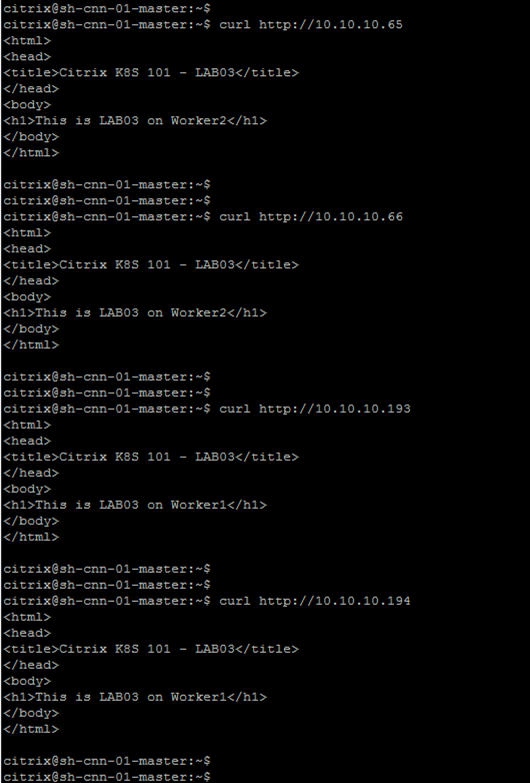 citrix@sh-cnn-01-master:~$
citrix@sh-cnn-01-master:~$ curl http://10.10.10.65
<html>
<head>
<title>Citrix K8S 101 - LAB03</title>
</head>
<body>
<h1>This is LAB03 on Worker2</h1>
</body>
</html>
citrix@sh-cnn-01-master:~$
citrix@sh-cnn-01-master:~$
citrix@sh-cnn-01-master:~$ curl http://10.10.10.66
<html>
<head>
<title>Citrix K8S 101 - LAB03</title>
</head>
<body>
<h1>This is LAB03 on Worker2</h1>
</body>
</html>
citrix@sh-cnn-01-master:~$
citrix@sh-cnn-01-master:~$
citrix@sh-cnn-01-master:~$ curl http://10.10.10.193
<html>
<head>
<title>Citrix K8S 101 - LAB03</title>
</head>
<body>
<h1>This is LAB03 on Worker1</h1>
</body>
</html>
citrix@sh-cnn-01-master:~$
citrix@sh-cnn-01-master:~$
citrix@sh-cnn-01-master:~$ curl http://10.10.10.194
<html>
<head>
<title>Citrix K8S 101 - LAB03</title>
</head>
<body>
<h1>This is LAB03 on Worker1</h1>
</body>
</html>
citrix@sh-cnn-01-master:~$
citrix@sh-cnn-01-master:~$